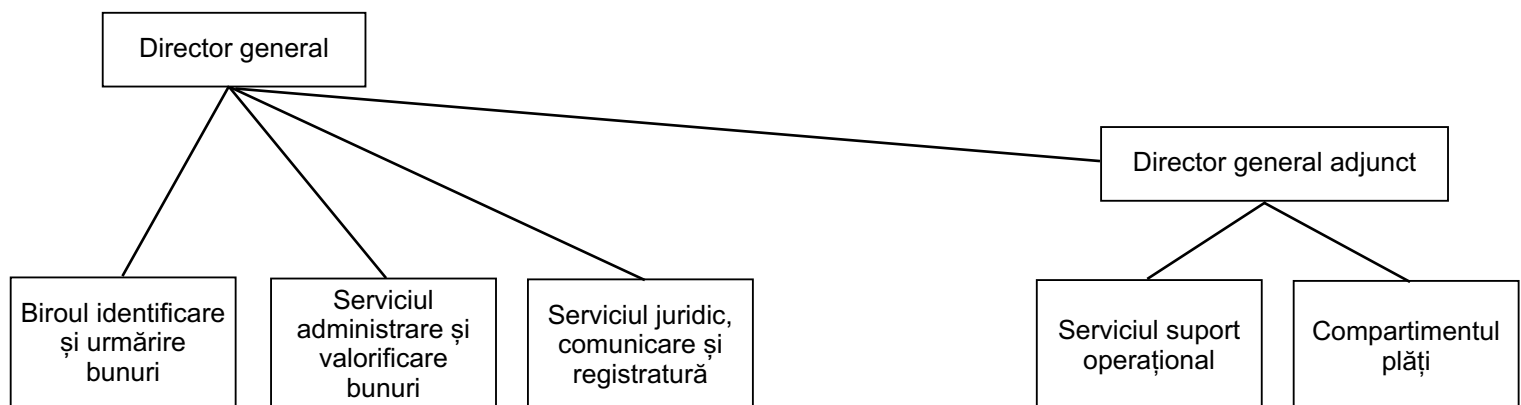 Director general
Director general adjunct
Biroul identificare
și urmărire
bunuri
Serviciul
administrare și
valorificare
bunuri
Serviciul juridic,
comunicare și
registratură
Serviciul suport
operațional
Compartimentul
plăți